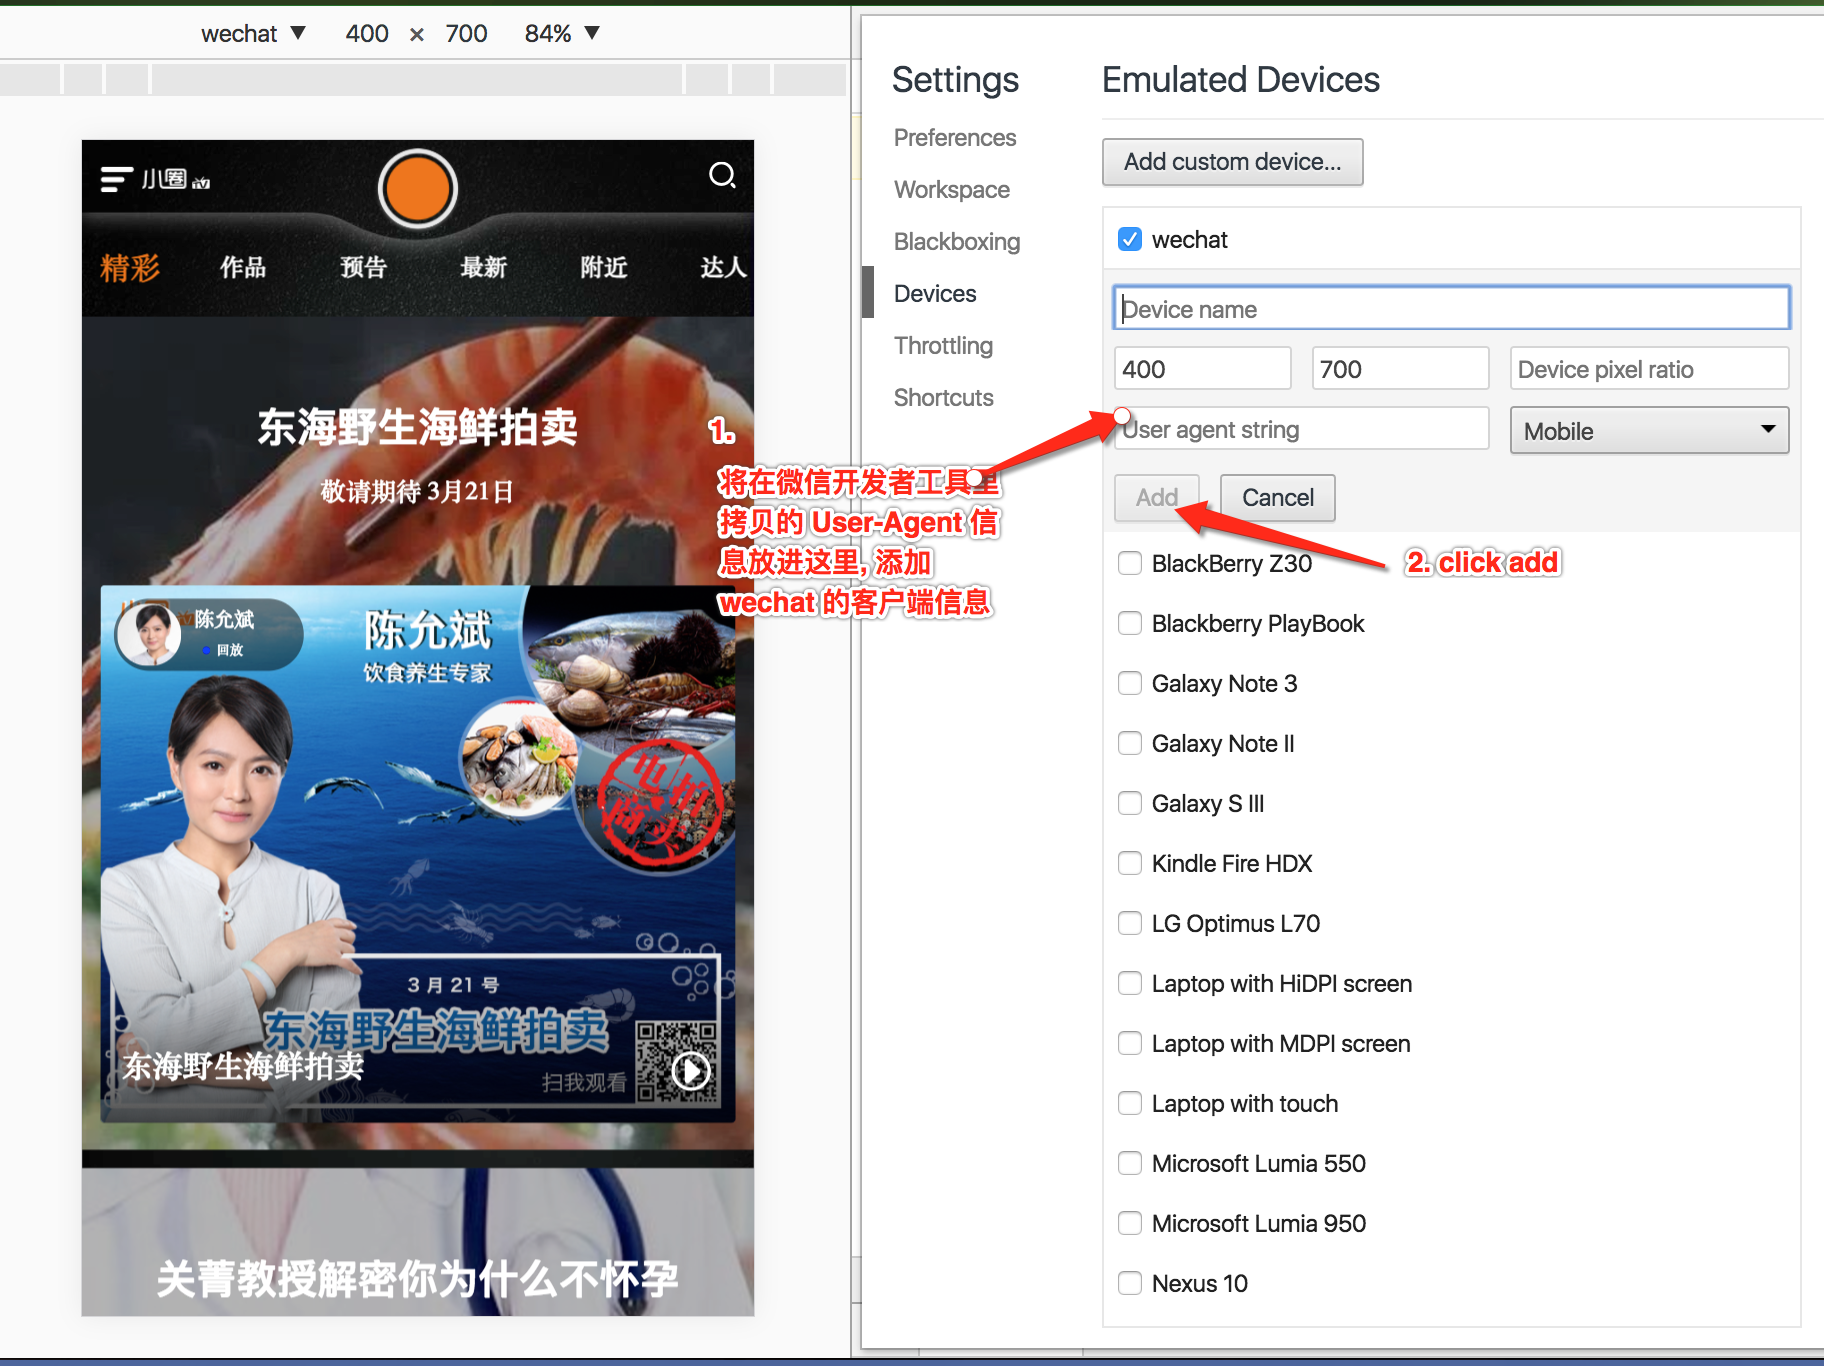 wechat ▼ 400 × 700 84% ▼
小圈 tv
精彩 作品 预告 最新 附近 达人
东海野生海鲜拍卖
敬请期待 3月21日
陈允斌
回放
陈允斌
饮食养生专家
电商拍卖
3月21号
东海野生海鲜拍卖
东海野生海鲜拍卖
扫我观看
关菁教授解密你为什么不怀孕
1.
将在微信开发者工具里
拷贝的 User-Agent 信
息放进这里, 添加
wechat 的客户端信息
Settings
Preferences
Workspace
Blackboxing
Devices
Throttling
Shortcuts
Emulated Devices
Add custom device...
wechat
Device name
400 700 Device pixel ratio
User agent string Mobile
Add Cancel
2. click add
BlackBerry Z30
Blackberry PlayBook
Galaxy Note 3
Galaxy Note II
Galaxy S III
Kindle Fire HDX
LG Optimus L70
Laptop with HiDPI screen
Laptop with MDPI screen
Laptop with touch
Microsoft Lumia 550
Microsoft Lumia 950
Nexus 10